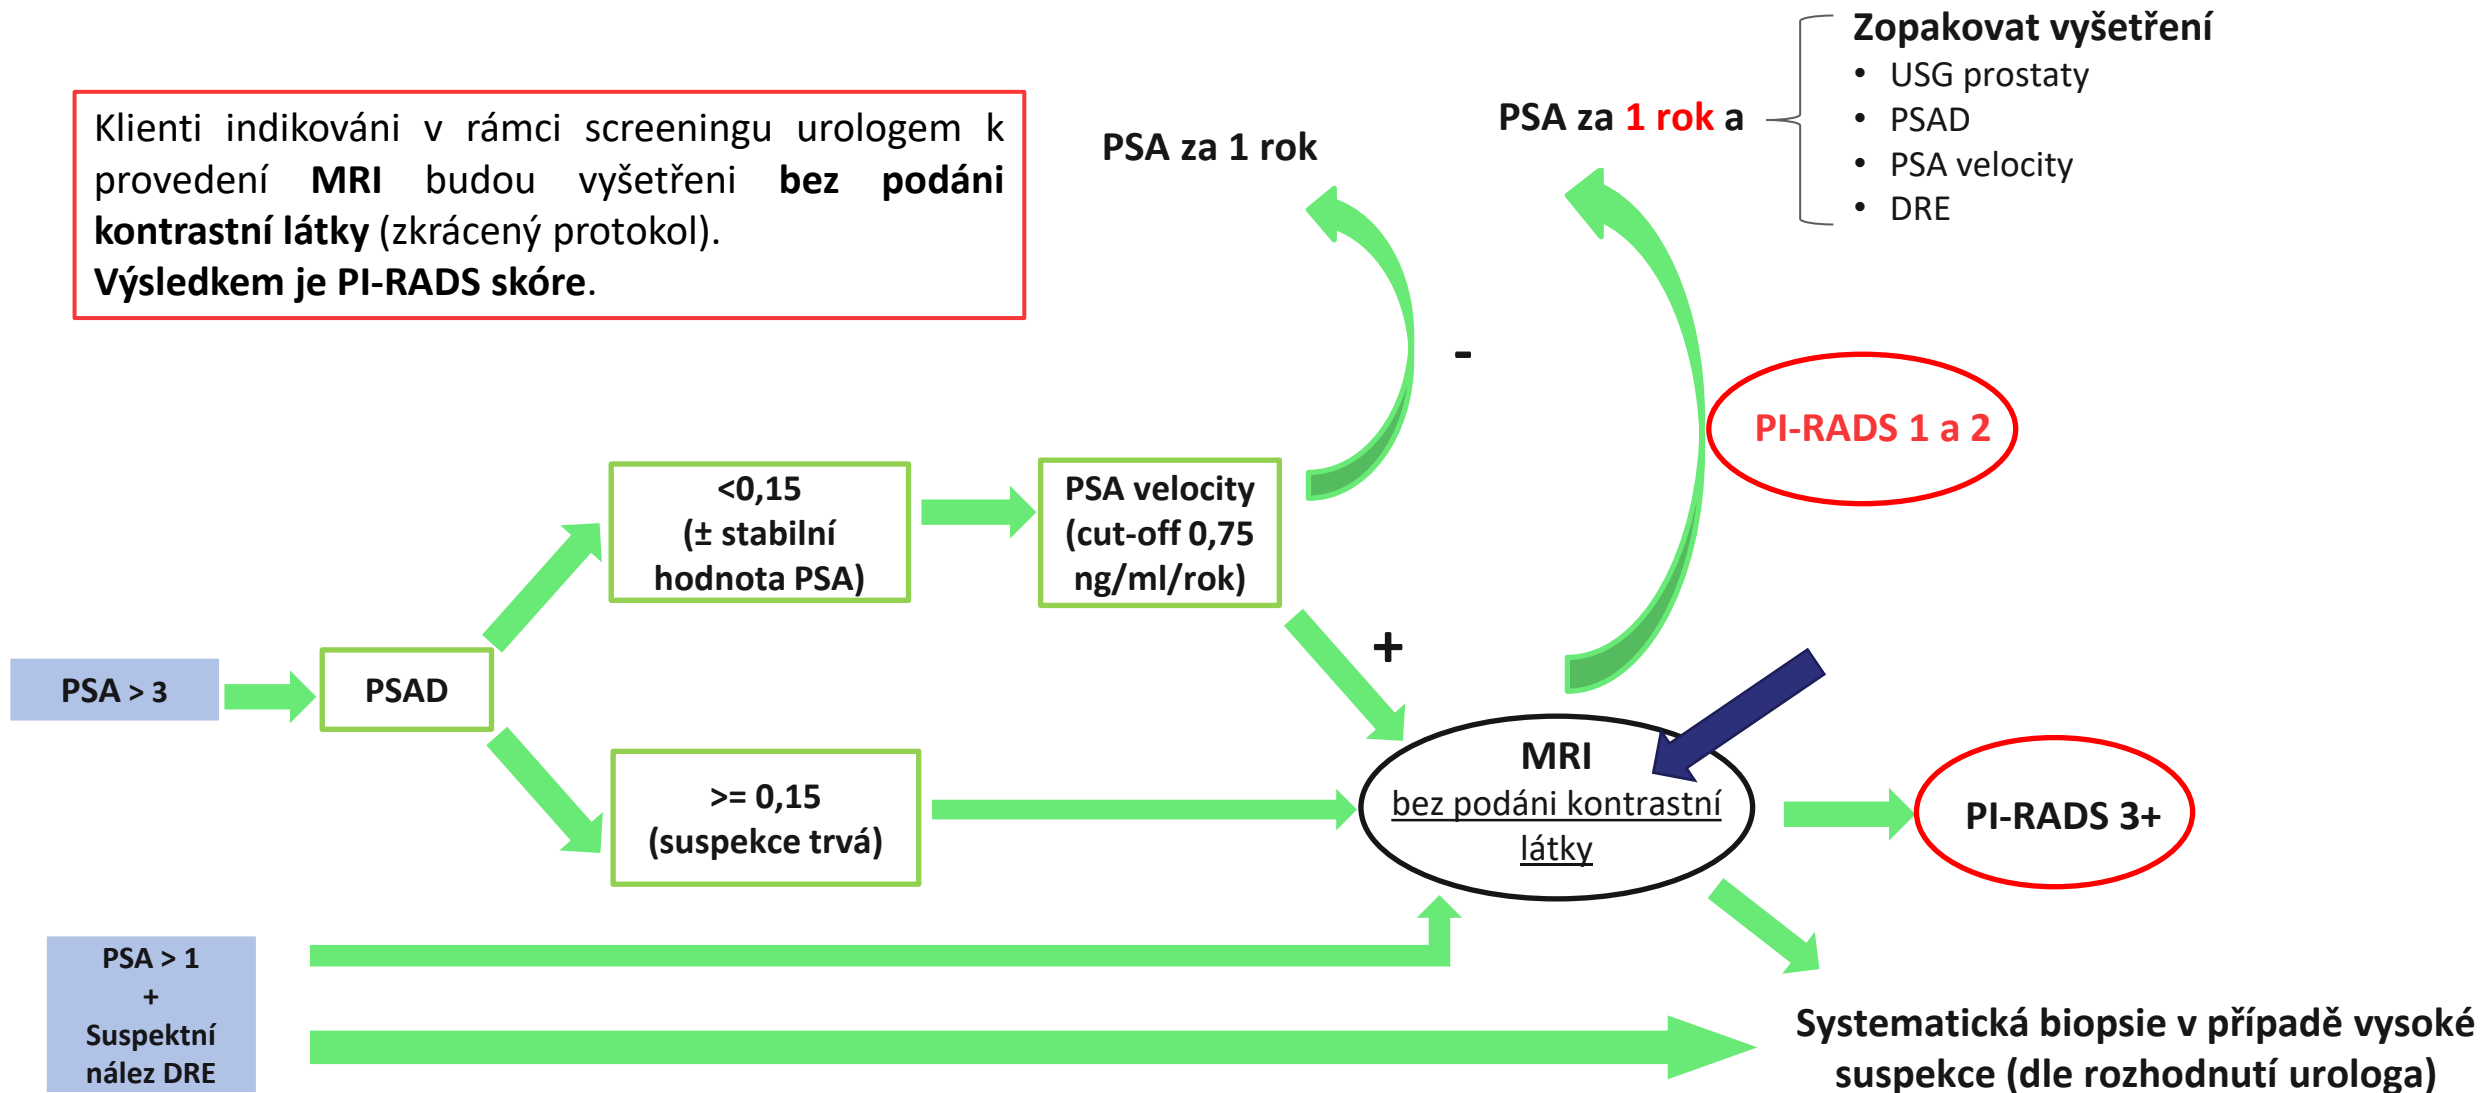 Zopakovat vyšetření
• USG prostaty
• PSAD
• PSA velocity
• DRE
PSA za 1 rok a
PSA za 1 rok
Klienti indikováni v rámci screeningu urologem k
provedení MRI budou vyšetřeni bez podáni
kontrastní látky (zkrácený protokol).
Výsledkem je PI-RADS skóre.
-
PI-RADS 1 a 2
<0,15
(± stabilní
hodnota PSA)
PSA velocity
(cut-off 0,75
ng/ml/rok)
+
PSA > 3
PSAD
>= 0,15
(suspekce trvá)
MRI
bez podáni kontrastní
látky
PI-RADS 3+
PSA > 1
+
Suspektní
nález DRE
Systematická biopsie v případě vysoké
suspekce (dle rozhodnutí urologa)